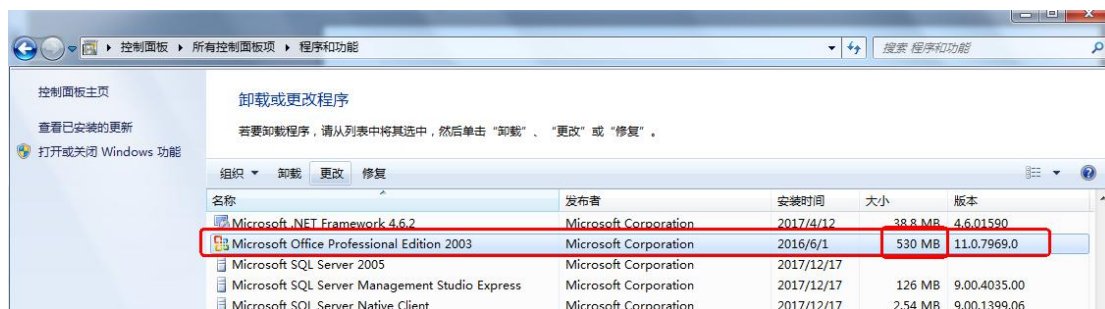 控制面板 ▸ 所有控制面板项 ▸ 程序和功能
搜索 程序和功能
控制面板主页
查看已安装的更新
打开或关闭 Windows 功能
卸载或更改程序
若要卸载程序，请从列表中将其选中，然后单击“卸载”、“更改”或“修复”。
组织 卸载 更改 修复
名称 发布者 安装时间 大小 版本
Microsoft .NET Framework 4.6.2 Microsoft Corporation 2017/4/12 38.8 MB 4.6.01590
Microsoft Office Professional Edition 2003 Microsoft Corporation 2016/6/1 530 MB 11.0.7969.0
Microsoft SQL Server 2005 Microsoft Corporation 2017/12/17
Microsoft SQL Server Management Studio Express Microsoft Corporation 2017/12/17 126 MB 9.00.4035.00
Microsoft SQL Server Native Client Microsoft Corporation 2017/12/17 2.54 MB 9.00.1399.06